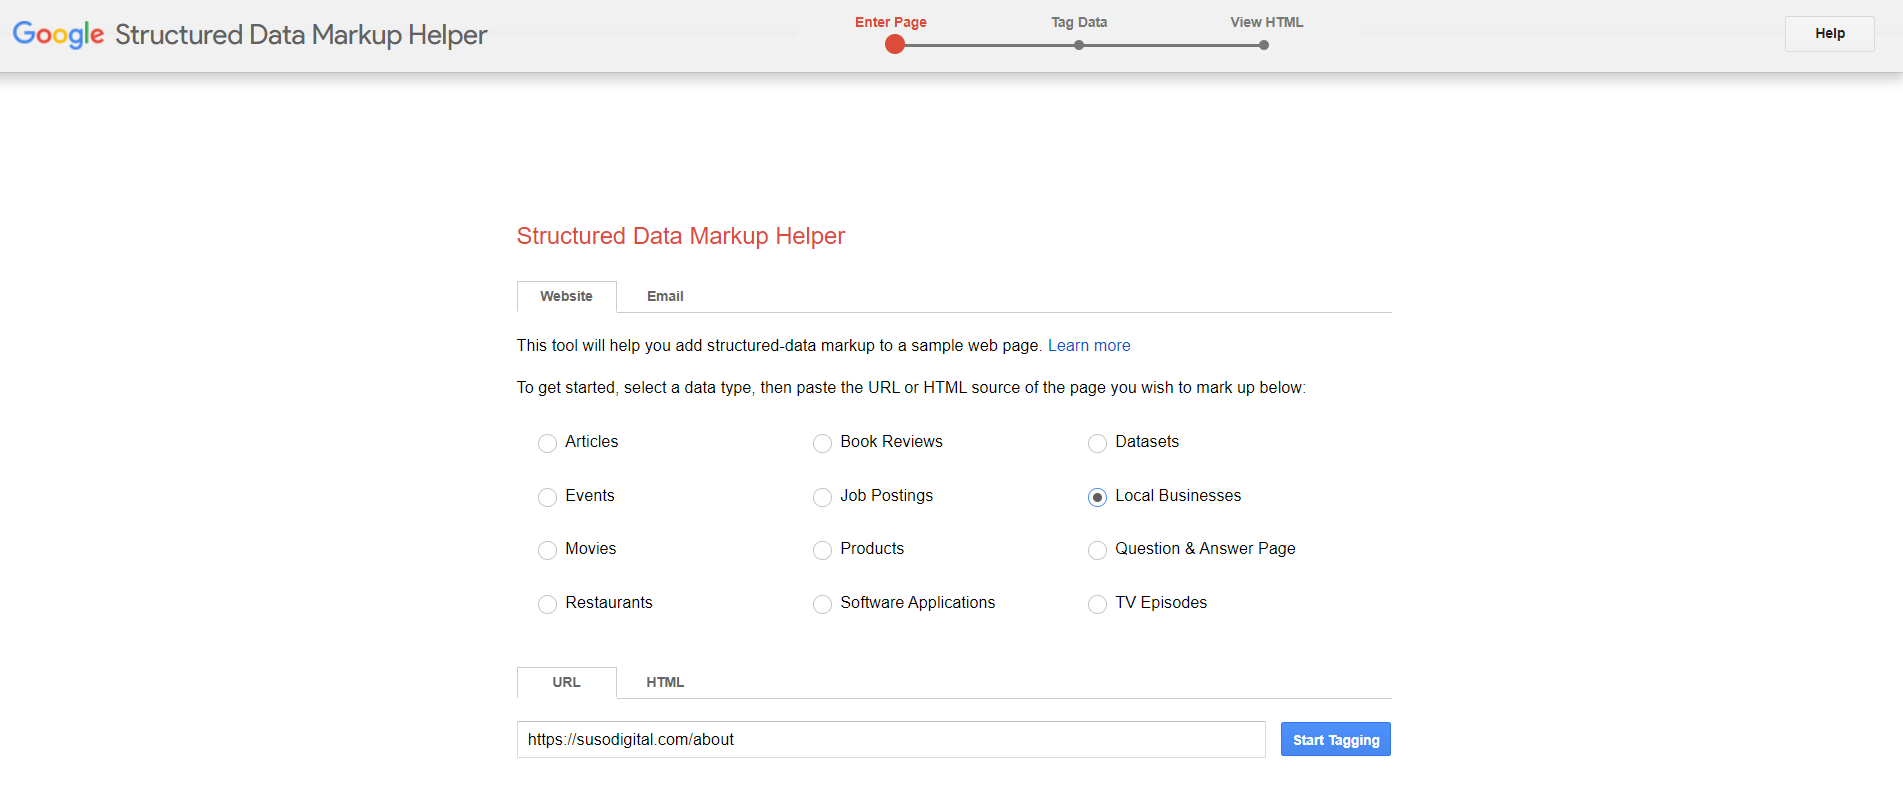 Google Structured Data Markup Helper
Enter Page
Tag Data
View HTML
Help
Structured Data Markup Helper
Website
Email
This tool will help you add structured-data markup to a sample web page. Learn more
To get started, select a data type, then paste the URL or HTML source of the page you wish to mark up below:
Articles
Book Reviews
Datasets
Events
Job Postings
Local Businesses
Movies
Products
Question & Answer Page
Restaurants
Software Applications
TV Episodes
URL
HTML
https://susodigital.com/about
Start Tagging